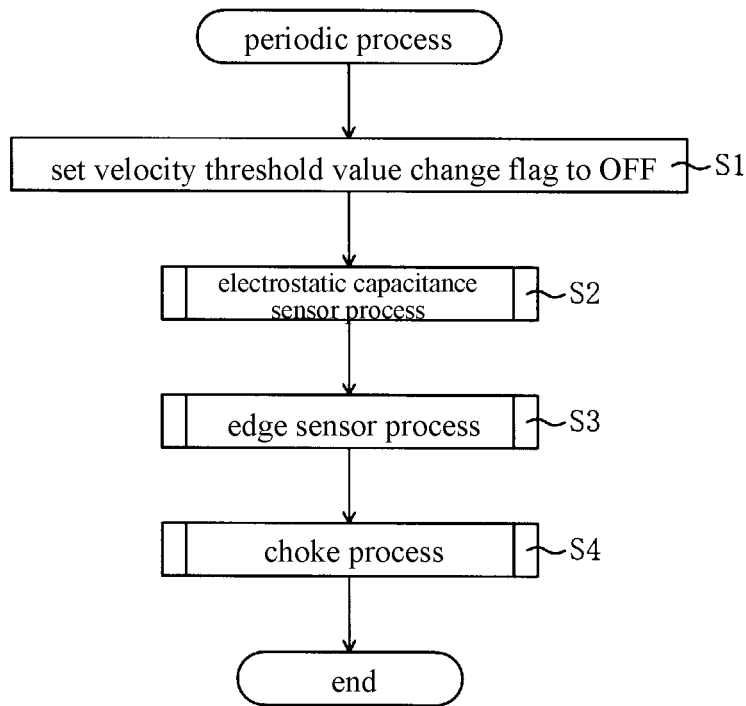 periodic process
set velocity threshold value change flag to OFF
S1
electrostatic capacitance
sensor process
S2
edge sensor process
S3
choke process
S4
end